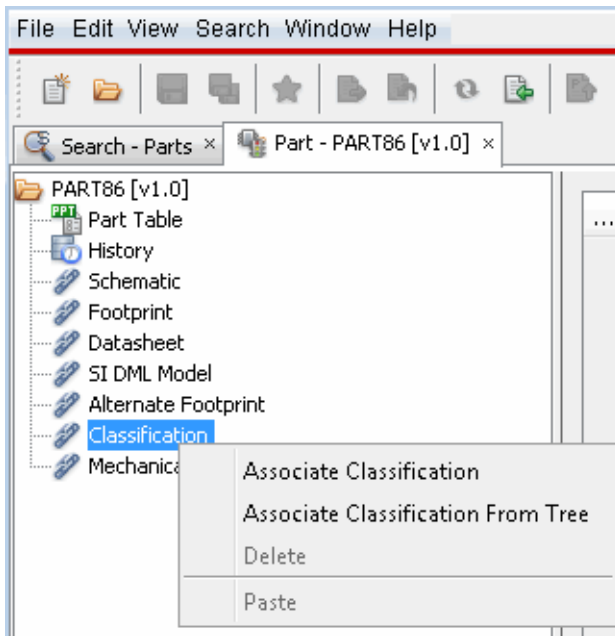 File Edit View Search Window Help
Search - Parts × Part - PART86 [v1.0] ×
PART86 [v1.0]
...
PPT
Part Table
History
Schematic
Footprint
Datasheet
SI DML Model
Alternate Footprint
Classification
Associate Classification
Mechanica
Associate Classification From Tree
Delete
Paste